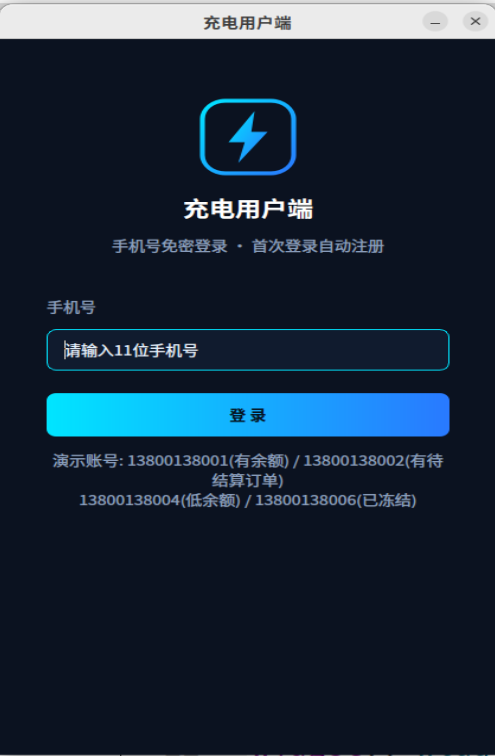 充电用户端
充电用户端
手机号免密登录 · 首次登录自动注册
手机号
请输入11位手机号
登 录
演示账号: 13800138001(有余额) / 13800138002(有待
结算订单)
13800138004(低余额) / 13800138006(已冻结)